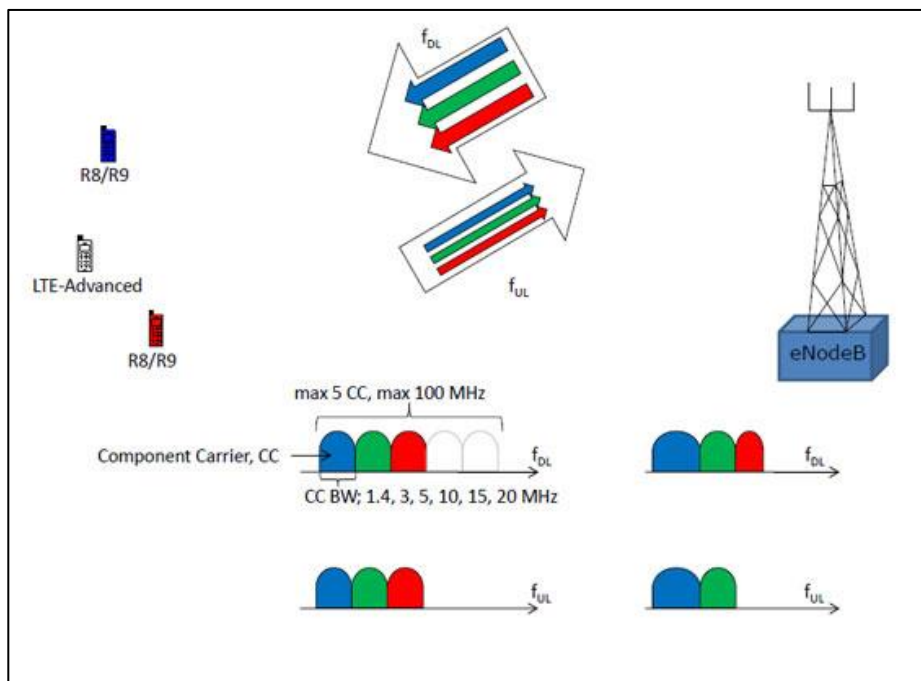 f_DL
R8/R9
LTE-Advanced
f_UL
R8/R9
eNodeB
max 5 CC, max 100 MHz
Component Carrier, CC
f_DL
f_DL
CC BW; 1.4, 3, 5, 10, 15, 20 MHz
f_UL
f_UL